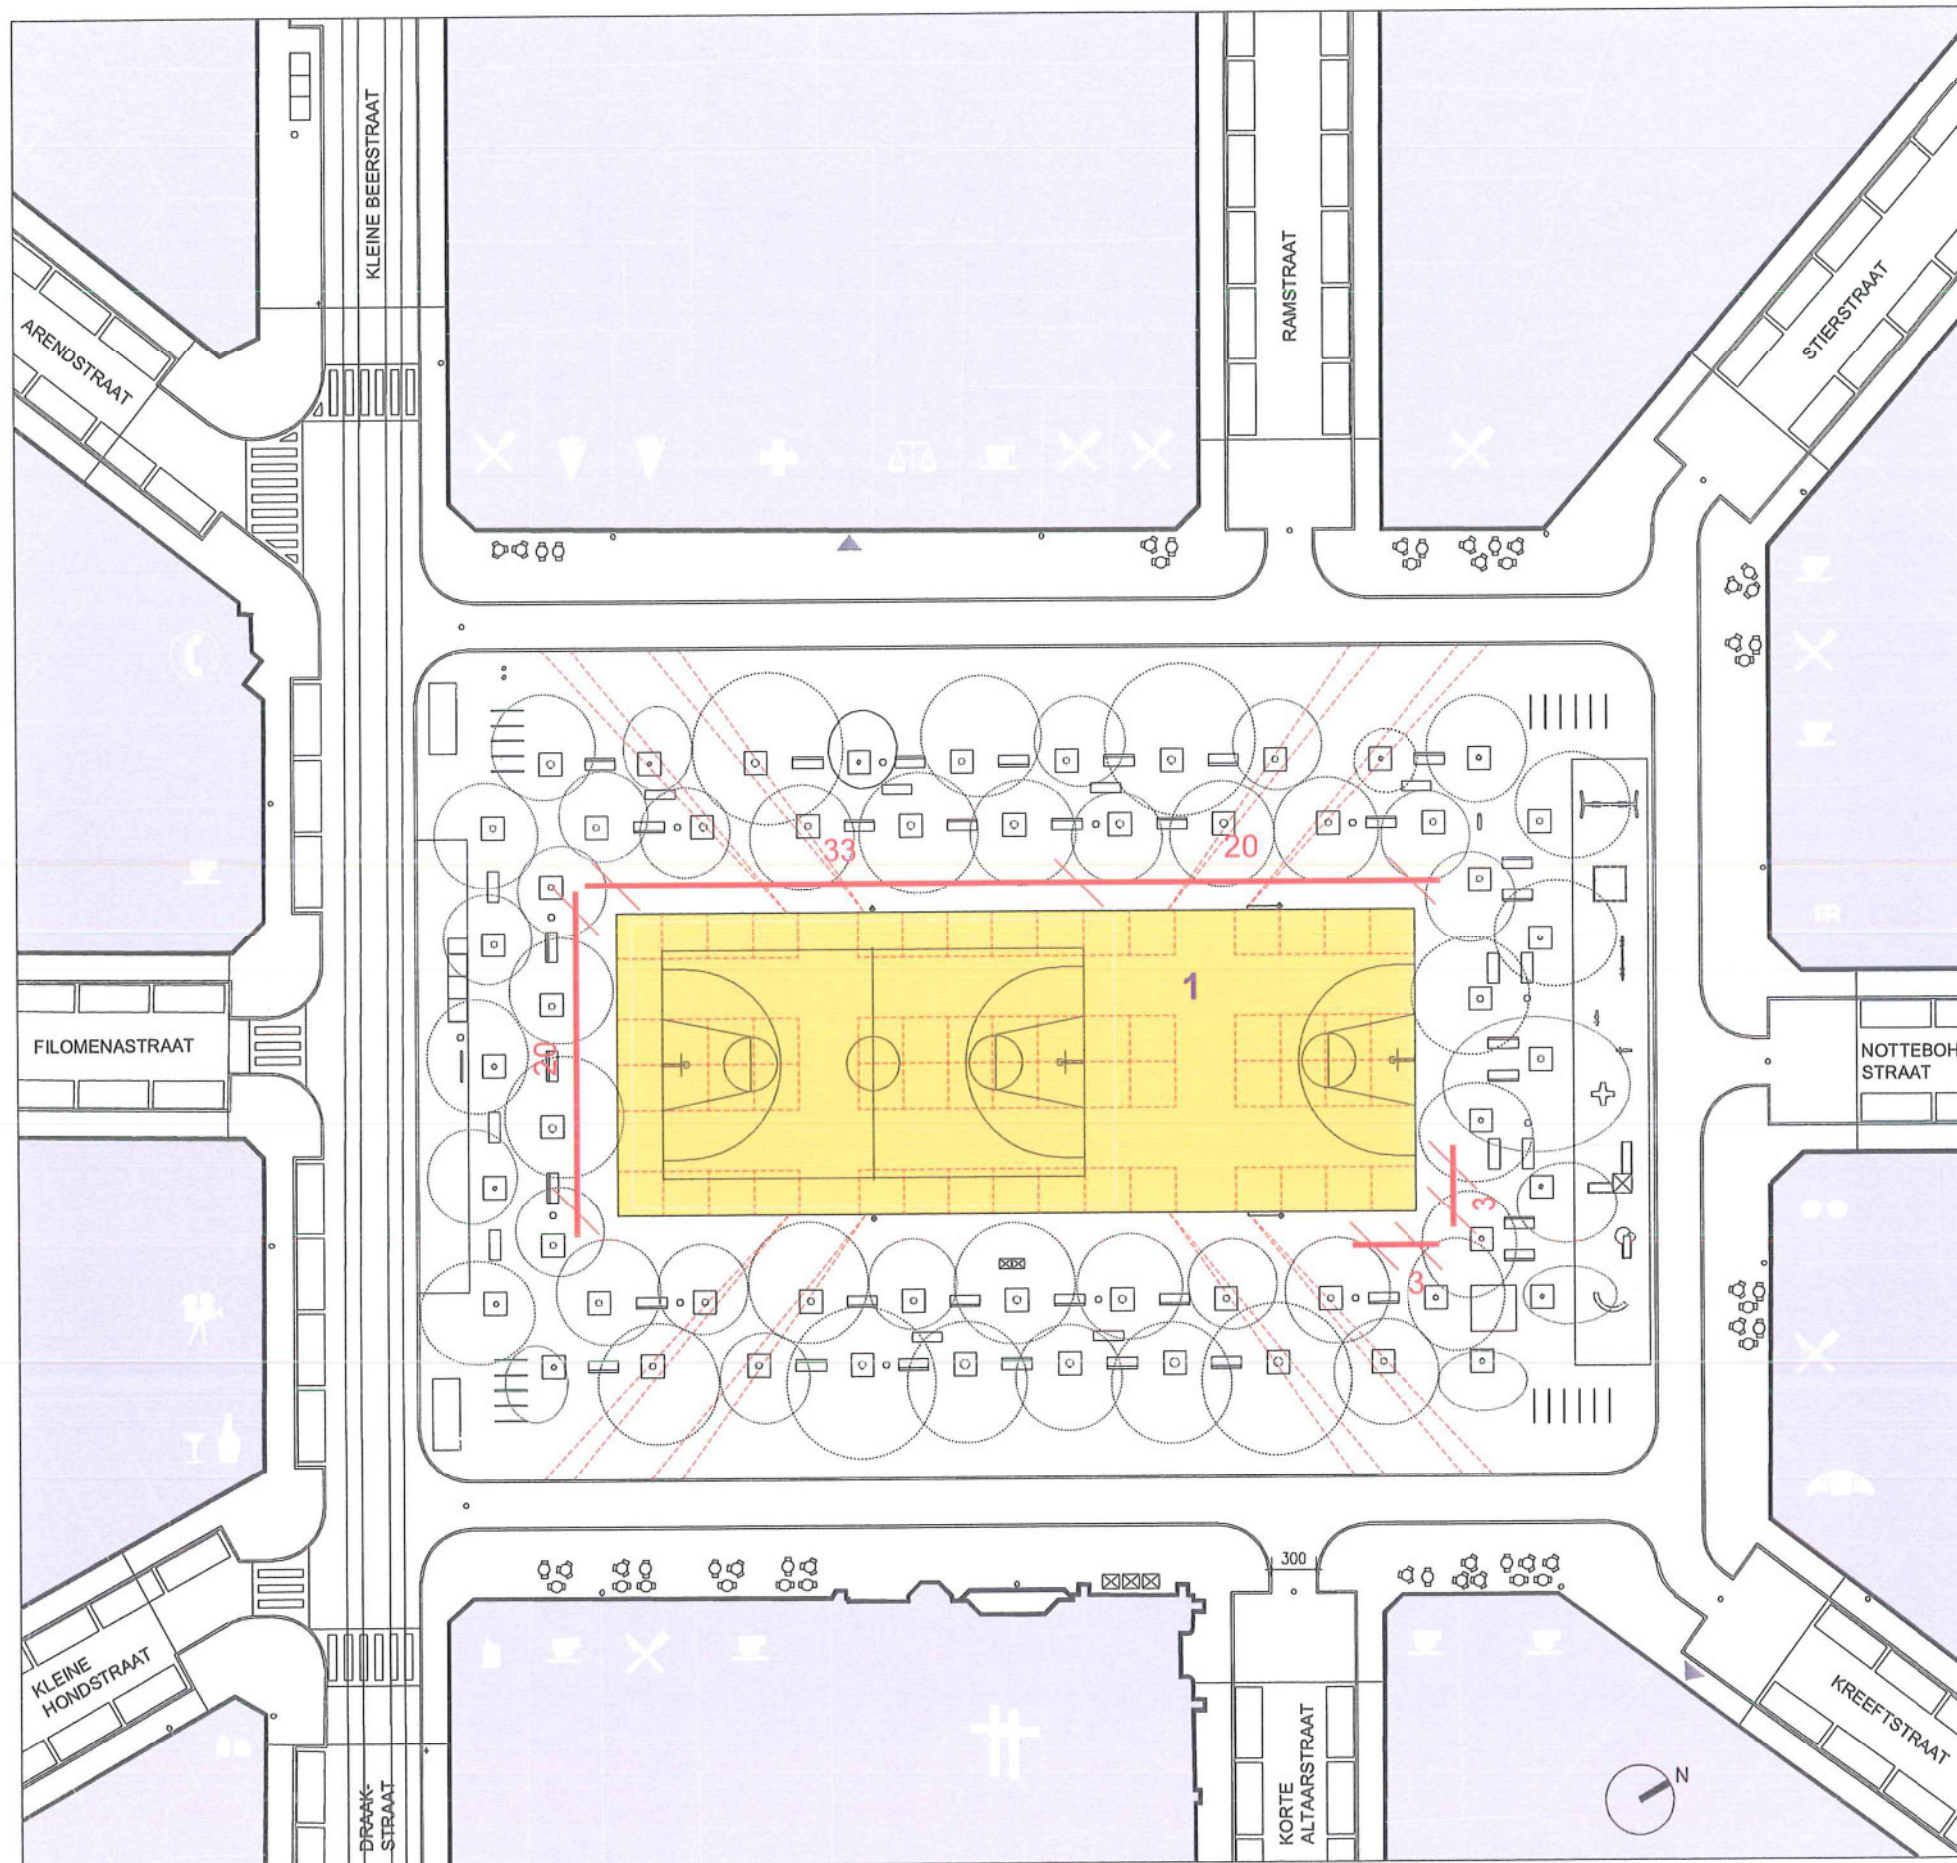 KLEINE BEERSTRAAT
RAMSTRAAT
STIERSTRAAT
ARENDSTRAAT
33
20
1
20
FILOMENASTRAAT
NOTTEBOH
STRAAT
3
3
300
KLEINE
HONDSTRAAT
DRAAK-
STRAAT
KORTE
ALTAARSTRAAT
KREEFTSTRAAT
N